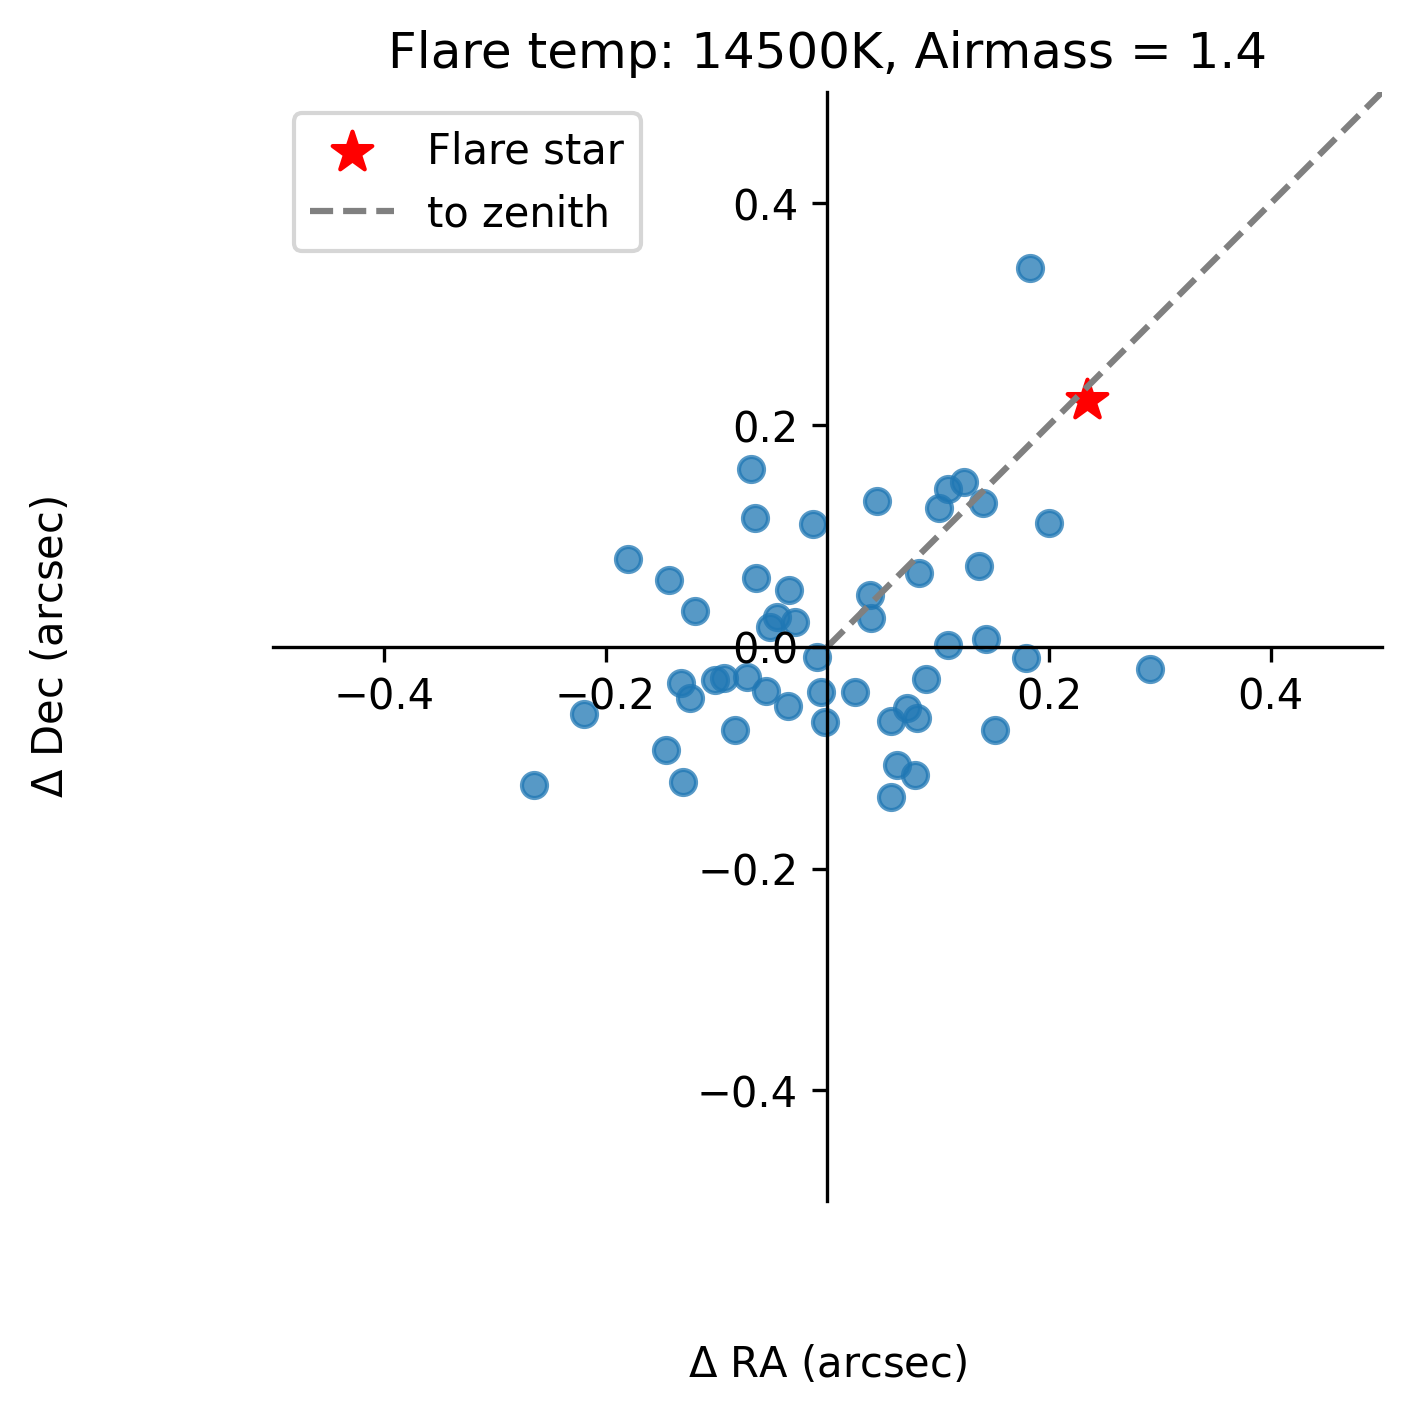 Flare temp: 14500K, Airmass = 1.4
Flare star
to zenith
0.4
0.2
0.0
−0.2
−0.4
−0.4
−0.2
0.2
0.4
Δ Dec (arcsec)
Δ RA (arcsec)